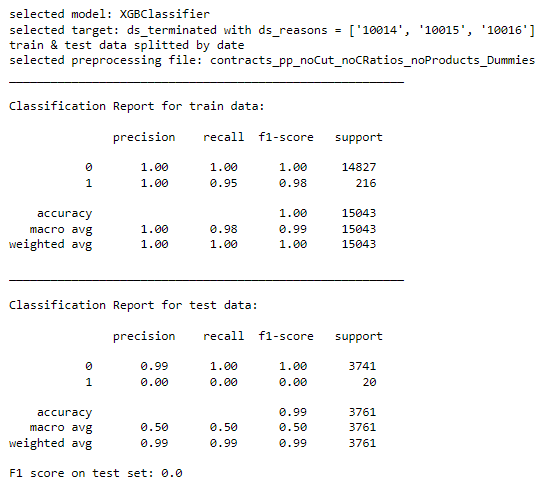 selected model: XGBClassifier
selected target: ds_terminated with ds_reasons = ['10014', '10015', '10016']
train & test data splitted by date
selected preprocessing file: contracts_pp_noCut_noCRatios_noProducts_Dummies
Classification Report for train data:
precision recall f1-score support
0 1.00 1.00 1.00 14827
1 1.00 0.95 0.98 216
accuracy 1.00 15043
macro avg 1.00 0.98 0.99 15043
weighted avg 1.00 1.00 1.00 15043
Classification Report for test data:
precision recall f1-score support
0 0.99 1.00 1.00 3741
1 0.00 0.00 0.00 20
accuracy 0.99 3761
macro avg 0.50 0.50 0.50 3761
weighted avg 0.99 0.99 0.99 3761
F1 score on test set: 0.0